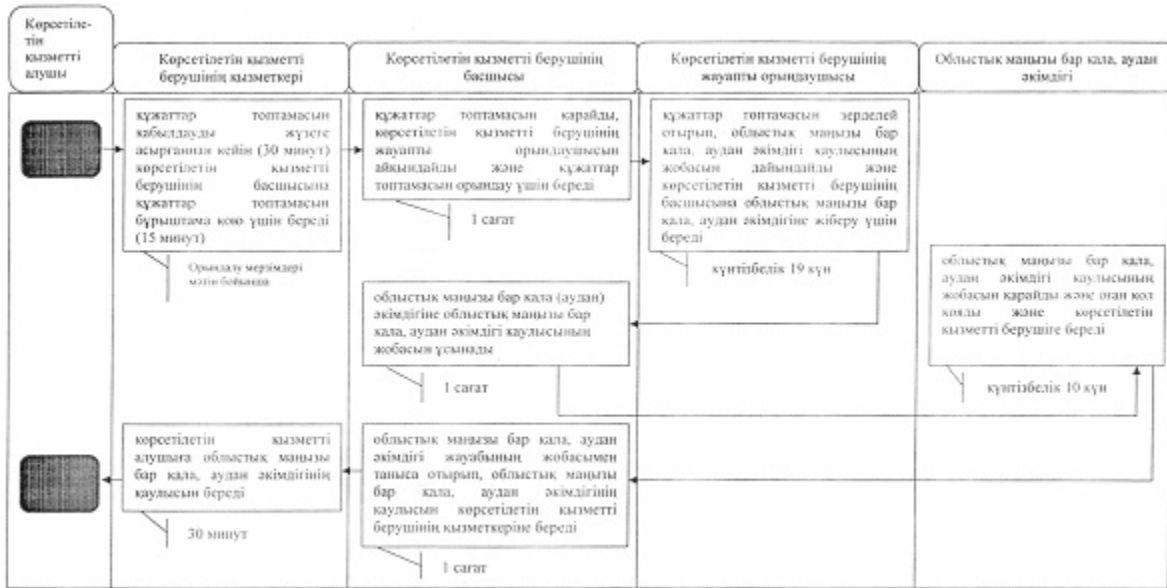 Көрсетіле-
тін
қызметті
алушы
Көрсетілетін қызметті
берушінің қызметкері
Көрсетілетін қызметті берушінің
басшысы
Көрсетілетін қызметті берушінің
жауапты орындаушысы
Облыстық маңызы бар қала, аудан
әкімдігі
құжаттар топтамасын
қабылдауды жүзеге
асырғаннан кейін (30 минут)
көрсетілетін қызметті
берушінің басшысына
құжаттар топтамасын
бұрыштама қою үшін береді
(15 минут)
Орындалу мерзімдері
мәтін бойынша
құжаттар топтамасын қарайды,
көрсетілетін қызметті берушінің
жауапты орындаушысын
айқындайды және құжаттар
топтамасын орындау үшін береді
1 сағат
құжаттар топтамасын зерделей
отырып, облыстық маңызы бар
қала, аудан әкімдігі қаулысының
жобасын дайындайды және
көрсетілетін қызметті берушінің
басшысына облыстық маңызы бар
қала, аудан әкімдігіне жіберу үшін
береді
күнтізбелік 19 күн
облыстық маңызы бар қала (аудан)
әкімдігіне облыстық маңызы бар
қала, аудан әкімдігі қаулысының
жобасын ұсынады
1 сағат
облыстық маңызы бар қала,
аудан әкімдігі қаулысының
жобасын қарайды және оған қол
қояды және көрсетілетін
қызметті берушіге береді
күнтізбелік 10 күн
көрсетілетін қызметті
алушыға облыстық маңызы
бар қала, аудан әкімдігінің
қаулысын береді
30 минут
облыстық маңызы бар қала, аудан
әкімдігі жауабының жобасымен
таныса отырып, облыстық маңызы
бар қала, аудан әкімдігінің
қаулысын көрсетілетін қызметті
берушінің қызметкеріне береді
1 сағат